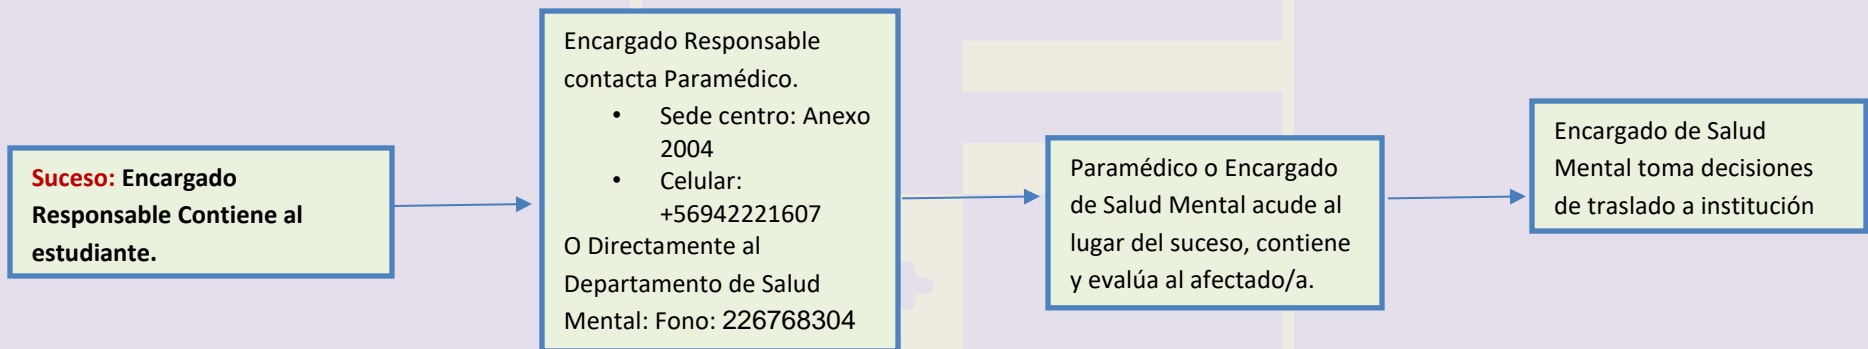 Suceso: Encargado
Responsable Contiene al
estudiante.
Encargado Responsable
contacta Paramédico.
• Sede centro: Anexo
2004
• Celular:
+56942221607
O Directamente al
Departamento de Salud
Mental: Fono: 226768304
Paramédico o Encargado
de Salud Mental acude al
lugar del suceso, contiene
y evalúa al afectado/a.
Encargado de Salud
Mental toma decisiones
de traslado a institución